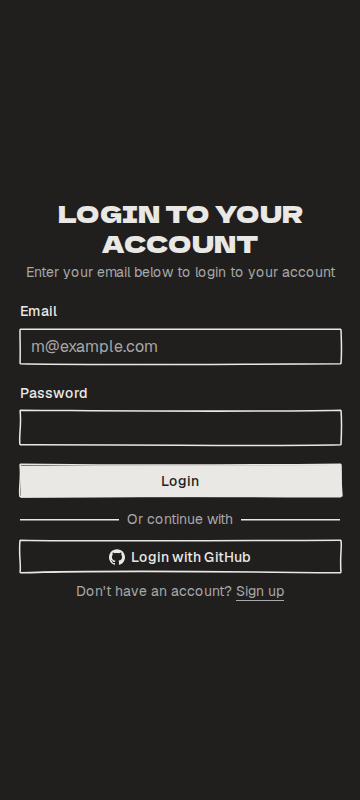 LOGIN TO YOUR
ACCOUNT
Enter your email below to login to your account
Email
m@example.com
Password
Login
Or continue with
Login with GitHub
Don't have an account? Sign up